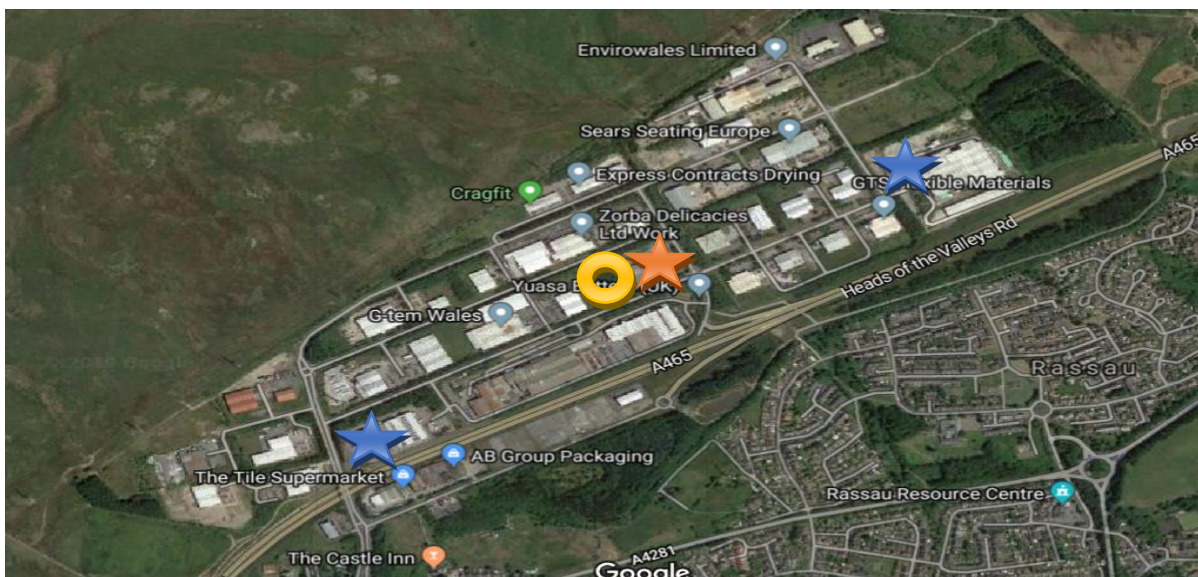 Envirowales Limited
A465
Sears Seating Europe
Express Contracts Drying
GTS
Materials
Cragfit
Zorba Delicacies
Ltd Work
Heads of the Valleys Rd
Yuasa
(UK)
G-tem Wales
A465
Rassau
AB Group Packaging
The Tile Supermarket
Rassau Resource Centre
The Castle Inn
A4281
Google